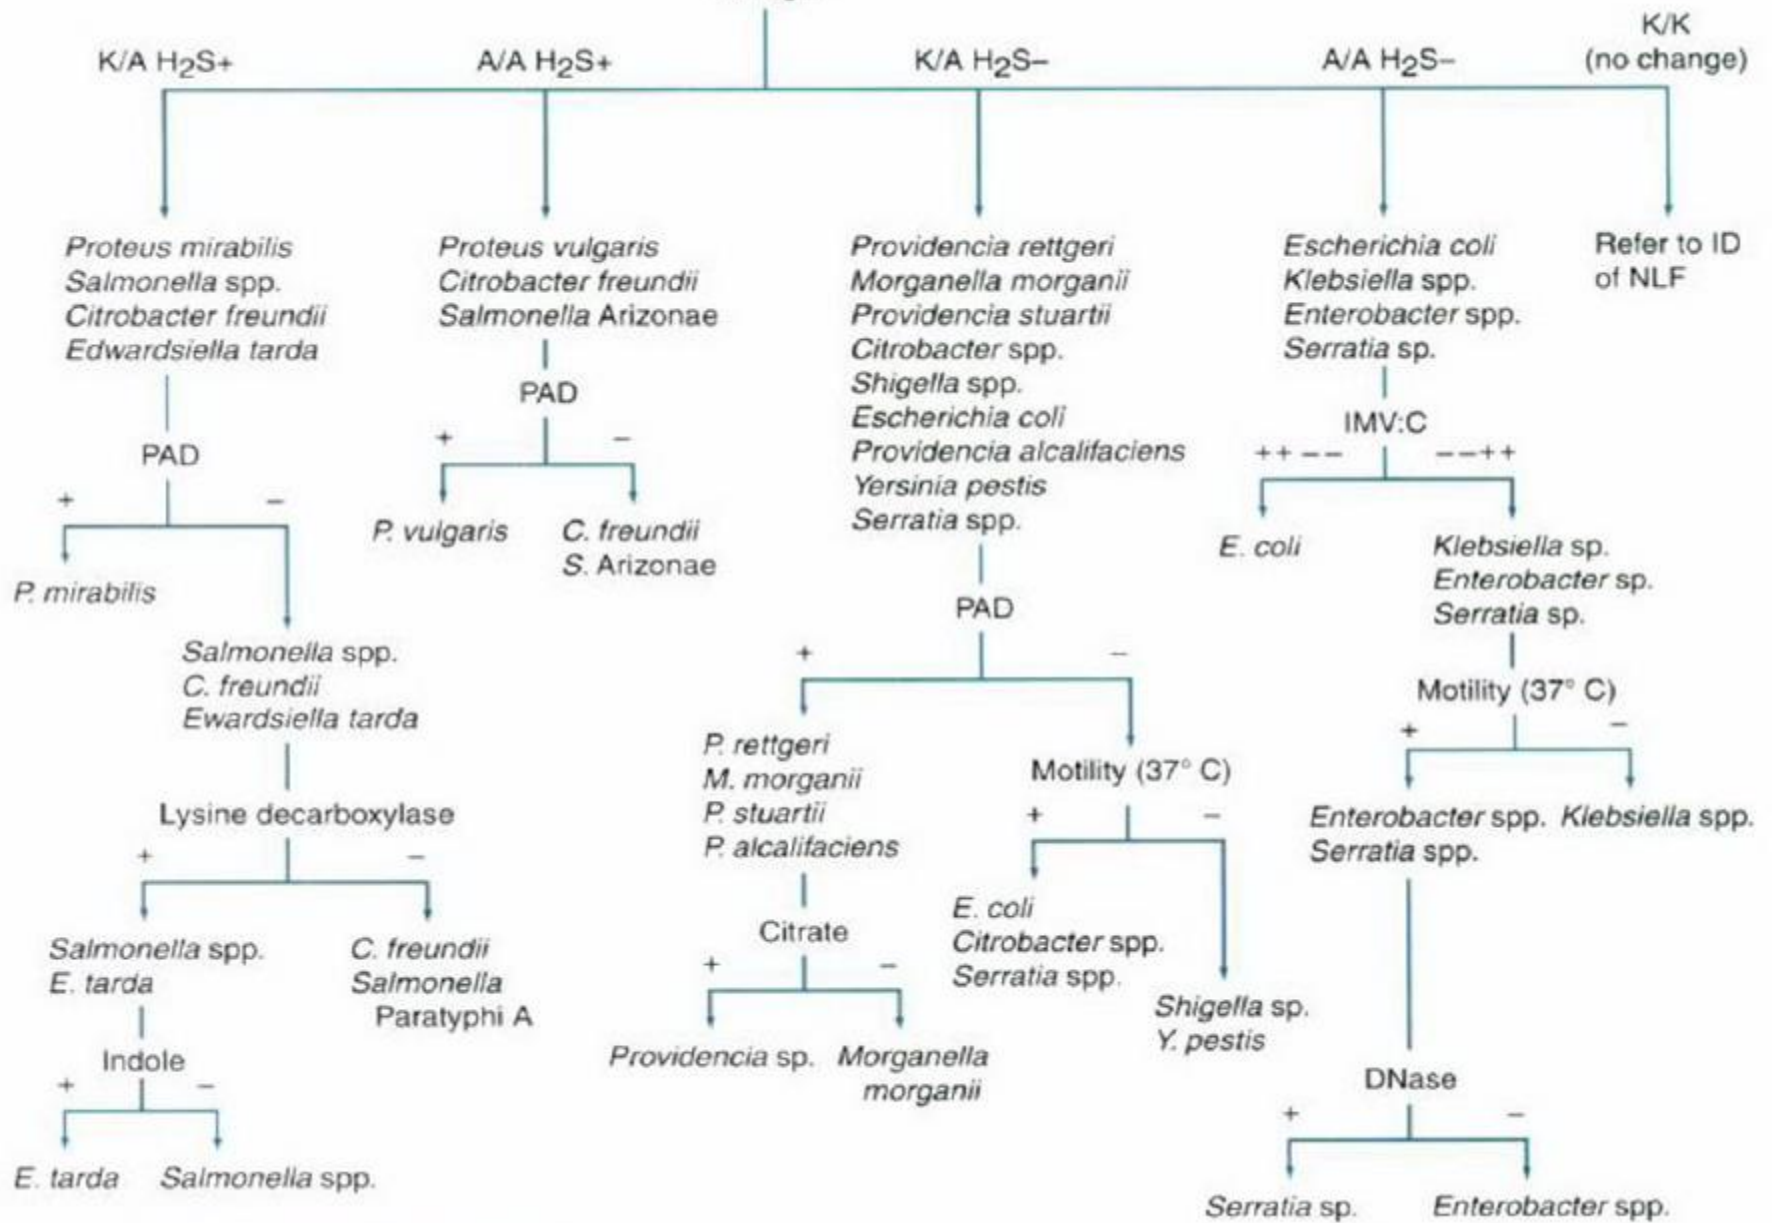 K/A H₂S+
A/A H₂S+
K/A H₂S–
A/A H₂S–
K/K
(no change)
Proteus mirabilis
Salmonella spp.
Citrobacter freundii
Edwardsiella tarda
PAD
+ –
P. mirabilis
Salmonella spp.
C. freundii
Ewardsiella tarda
Lysine decarboxylase
+ –
Salmonella spp.
E. tarda
C. freundii
Salmonella
Paratyphi A
Indole
+ –
E. tarda
Salmonella spp.
Proteus vulgaris
Citrobacter freundii
Salmonella Arizonae
PAD
+ –
P. vulgaris
C. freundii
S. Arizonae
Providencia rettgeri
Morganella morganii
Providencia stuartii
Citrobacter spp.
Shigella spp.
Escherichia coli
Providencia alcalifaciens
Yersinia pestis
Serratia spp.
PAD
+ –
P. rettgeri
M. morganii
P. stuartii
P. alcalifaciens
Citrate
+ –
Providencia sp.
Morganella
morganii
Motility (37° C)
+ –
E. coli
Citrobacter spp.
Serratia spp.
Shigella sp.
Y. pestis
Escherichia coli
Klebsiella spp.
Enterobacter spp.
Serratia sp.
IMV:C
++–– ––++
E. coli
Klebsiella sp.
Enterobacter sp.
Serratia sp.
Motility (37° C)
+ –
Enterobacter spp.
Serratia spp.
Klebsiella spp.
DNase
+ –
Serratia sp.
Enterobacter spp.
Refer to ID
of NLF